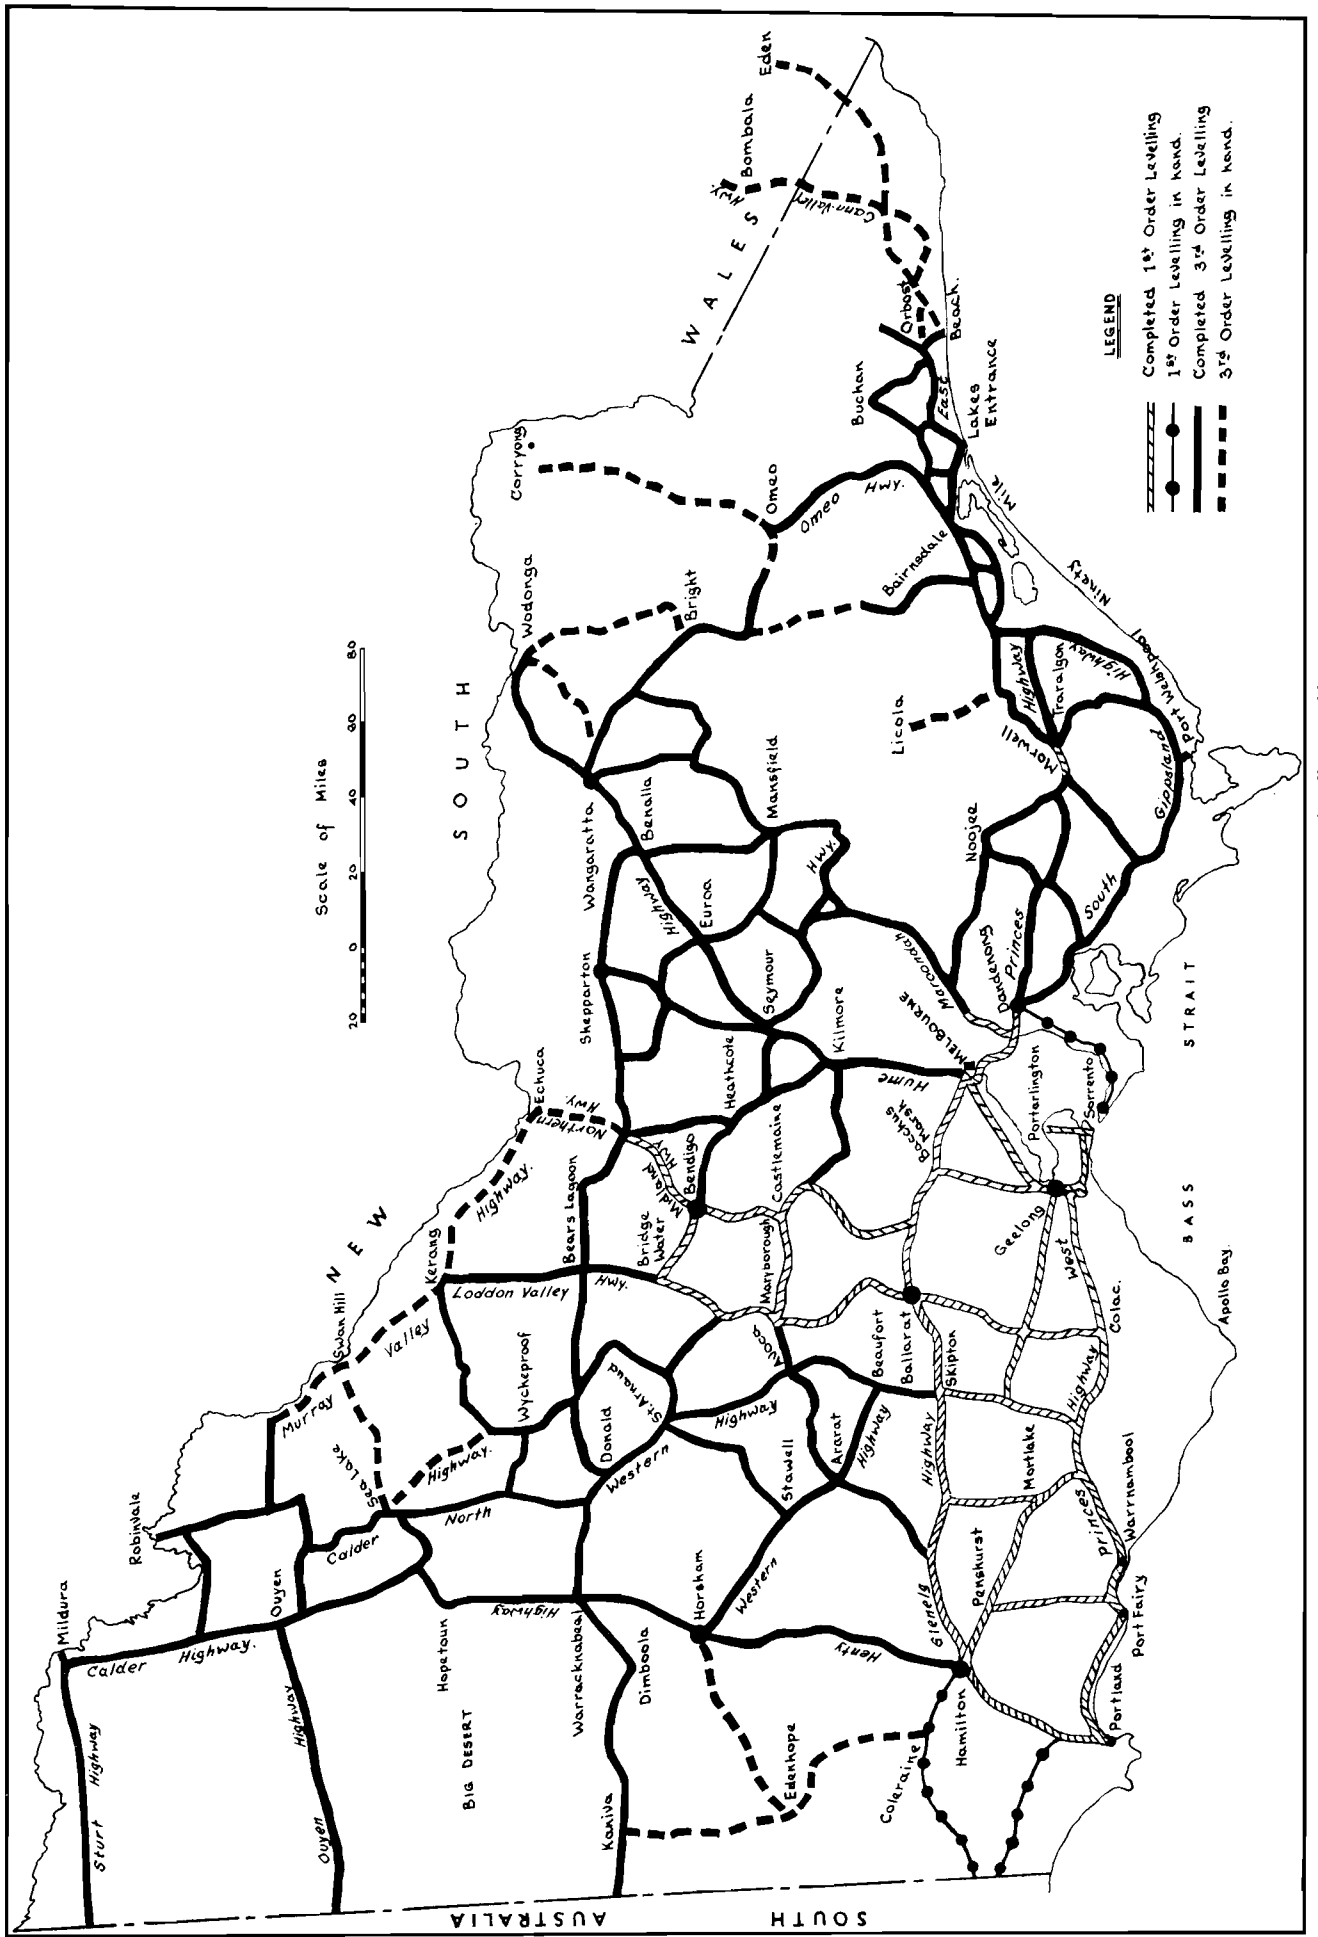 Scale of Miles
20 0 20 40 60 80
SOUTH
NEW
WALES
Mildura
Robinvale
Sturt Highway
Calder Highway.
Ouyen
Ouyen Highway
Calder
Murray
Valley
Highway.
Swan Hill
Sea Lake
Highway.
North
Kerang
Echuca
Northern Hwy.
Hopetoun
BIG DESERT
Highway
Wycheproof
Loddon Valley
Hwy.
Bears Lagoon
Bridge
Water
Midland
Hwy
Bendigo
Shepparton
Wangaratta
Wodonga
Corryong
Bombala
Eden
Cann-Valley
Hwy.
Warracknabeal
Kaniva
Dimboola
Donald
St. Arnaud
Western
Highway
Horsham
Western
Stawell
Ararat
Highway
Avoca
Maryborough
Castlemaine
Heathcote
Seymour
Euroa
Highway
Benalla
Mansfield
Bright
Omeo
Omeo
Hwy.
Buchan
Orbost
East
Beach.
Lakes
Entrance
Edenhope
Henty
Coleraine
Hamilton
Glenelg
Highway
Penshurst
Mortlake
Skipton
Ballarat
Beaufort
Bacchus
Marsh
Hume
Kilmore
MELBOURNE
Maroondah
Hwy.
Dandenong
Princes
Noojee
Licola
Morwell
Highway
Traralgon
Bairnsdale
Ninety
Mile
Portland
Port Fairy
Warrnambool
Princes
Highway
Colac.
West
Geelong
Portarlington
Sorrento
South
Gippsland
Highway
Port Welshpool
Apollo Bay.
BASS
STRAIT
SOUTH
AUSTRALIA
LEGEND
Completed 1st Order Levelling
1st Order Levelling in hand.
Completed 3rd Order Levelling
3rd Order Levelling in hand.